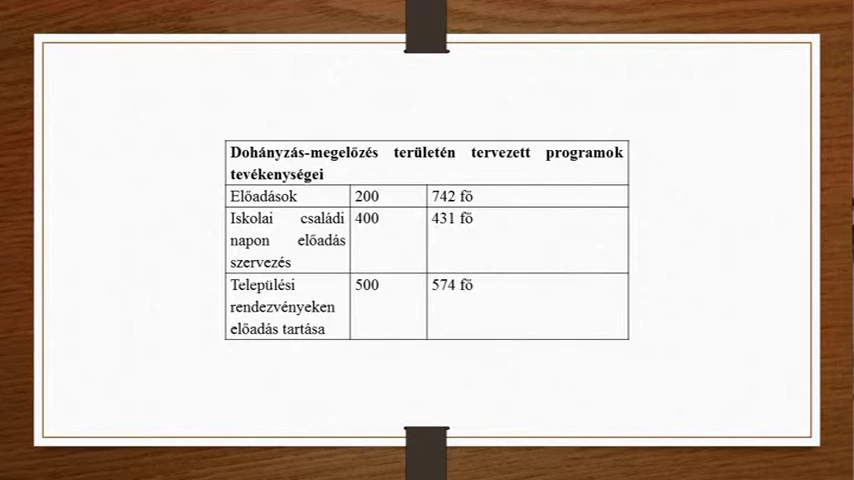 Dohányzás-megelőzés területén tervezett programok
tevékenységei
Előadások 200 742 fő
Iskolai családi 400 431 fő
napon előadás
szervezés
Települési 500 574 fő
rendezvényeken
előadás tartása